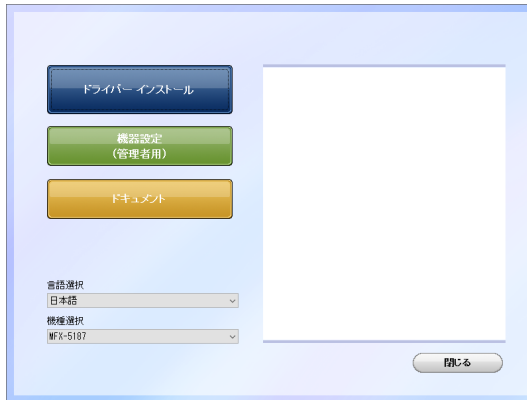 ドライバー インストール
機器設定
(管理者用)
ドキュメント
言語選択
日本語
機種選択
MFX-5187
閉じる